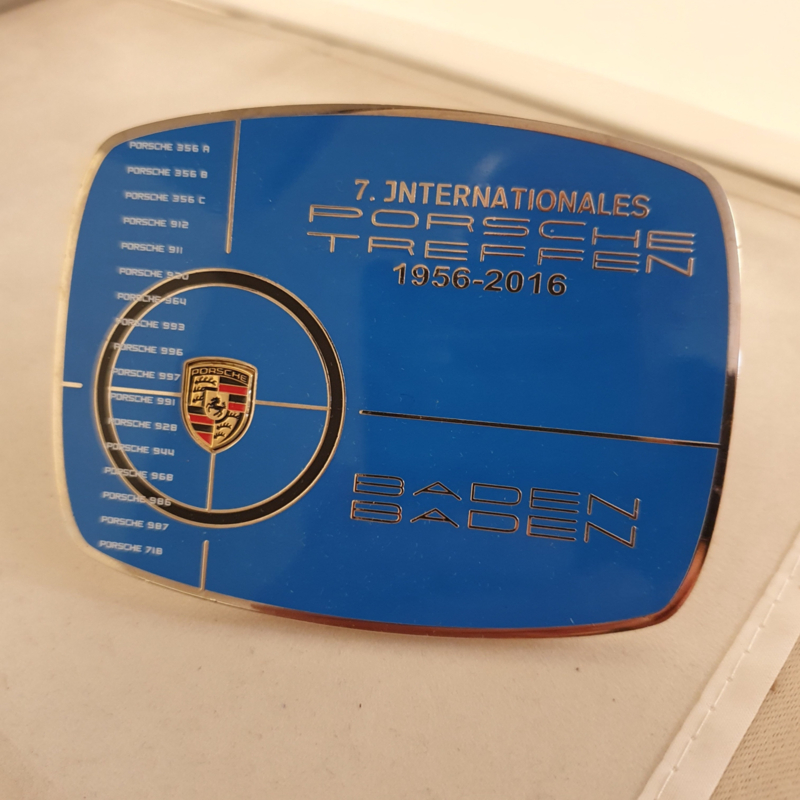 PORSCHE 356 A
PORSCHE 356 B
PORSCHE 356 C
PORSCHE 912
PORSCHE 911
PORSCHE 930
PORSCHE 964
PORSCHE 993
PORSCHE 996
PORSCHE 997
PORSCHE 991
PORSCHE 928
PORSCHE 944
PORSCHE 968
PORSCHE 986
PORSCHE 987
PORSCHE 718
PORSCHE
7. JNTERNATIONALES
PORSCHE
TREFFEN
1956-2016
BADEN
BADEN